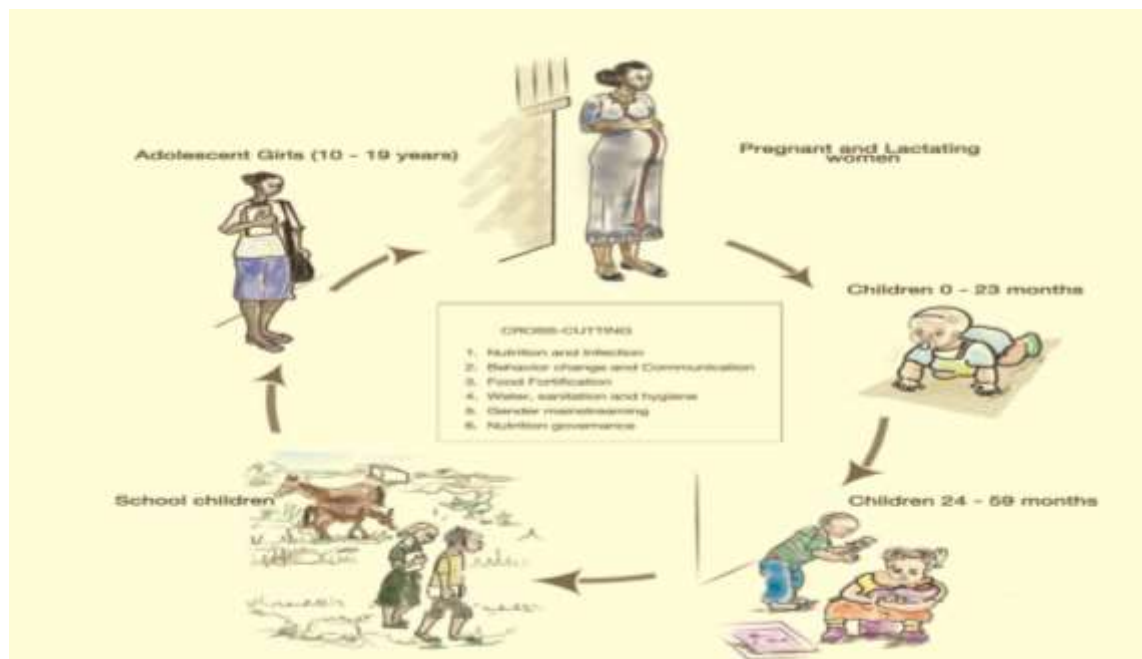 Adolescent Girls (10 - 19 years)
Pregnant and Lactating
women
Children 0 - 23 months
CROSS-CUTTING
1. Nutrition and Infection
2. Behavior change and Communication
3. Food Fortification
4. Water, sanitation and hygiene
5. Gender mainstreaming
6. Nutrition governance
School children
Children 24 - 59 months